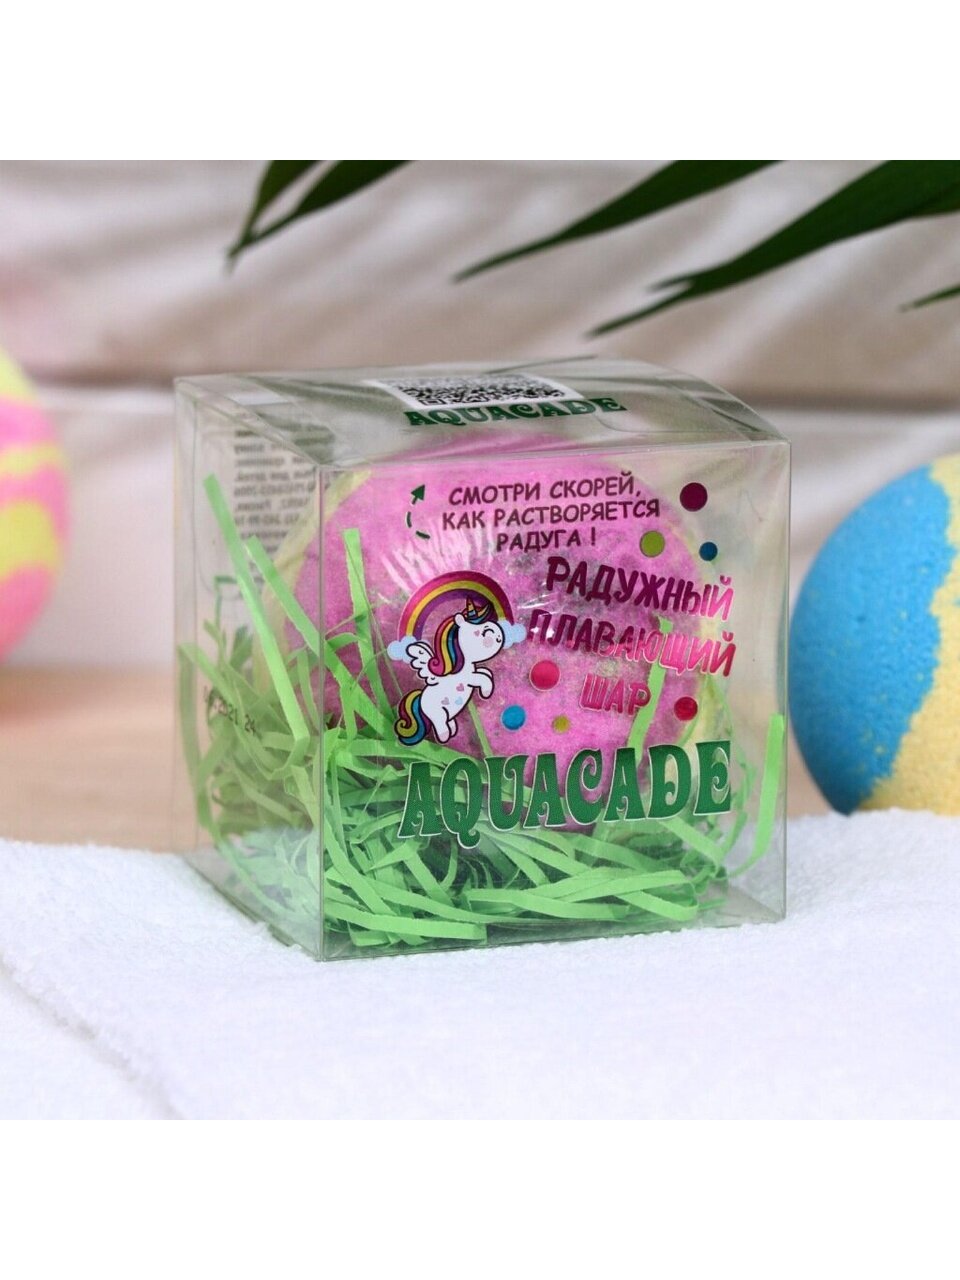 AQUACADE
СМОТРИ СКОРЕЙ,
КАК РАСТВОРЯЕТСЯ
РАДУГА !
РАДУЖНЫЙ
ПЛАВАЮЩИЙ
ШАР
AQUACADE